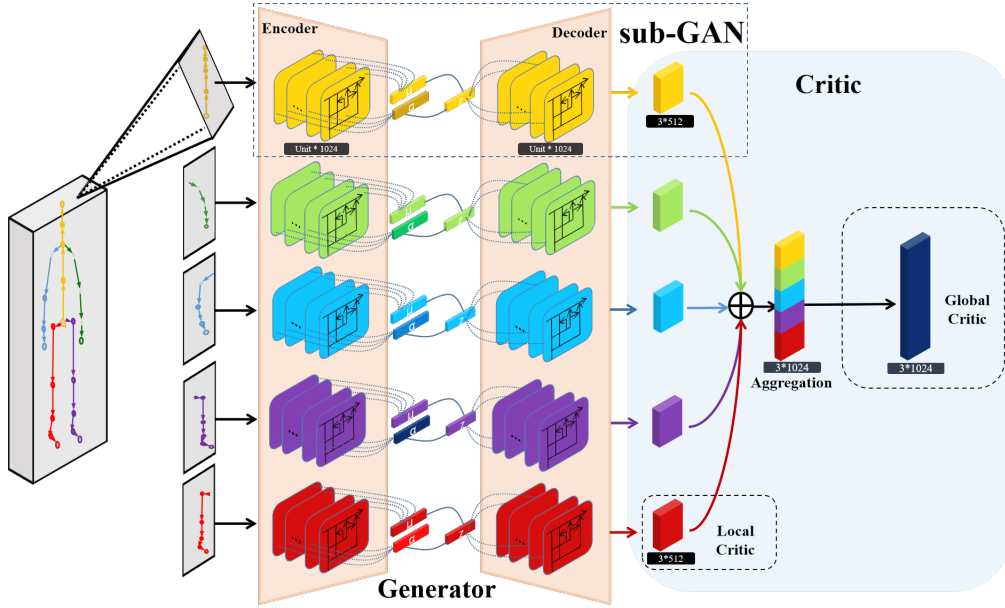 Encoder
Decoder
sub-GAN
Critic
...
μ
α
z
...
Unit * 1024
Unit * 1024
3*512
...
μ
α
z
...
...
μ
α
z
...
Global
Critic
3*1024
3*1024
Aggregation
...
μ
α
z
...
...
μ
α
z
...
Local
Critic
3*512
Generator